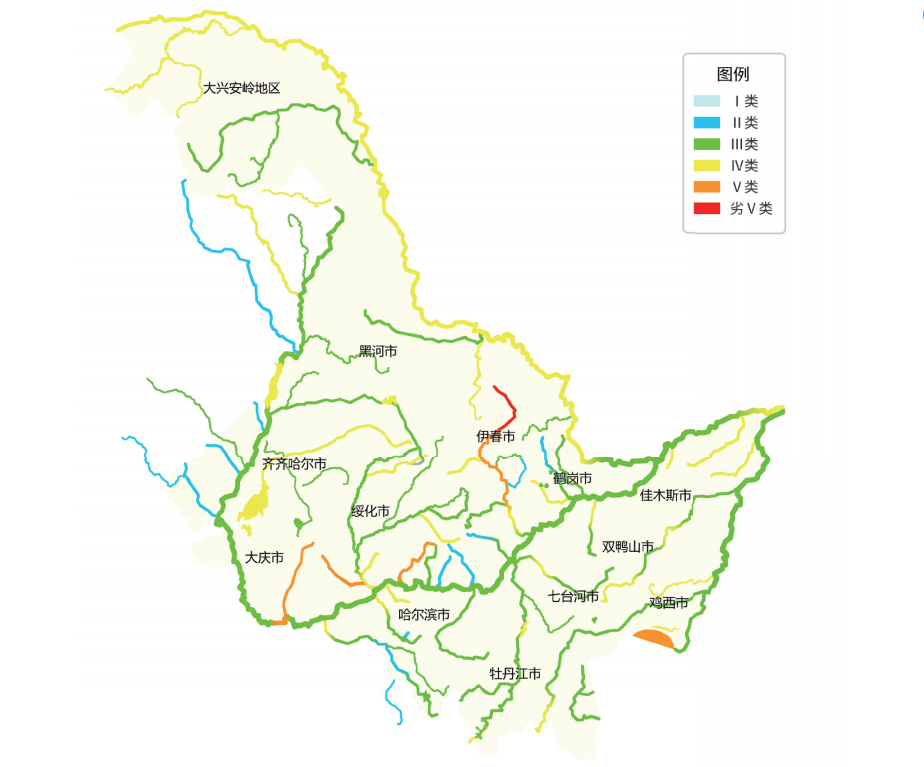 图例
Ⅰ类
Ⅱ类
Ⅲ类
Ⅳ类
Ⅴ类
劣Ⅴ类
大兴安岭地区
黑河市
伊春市
齐齐哈尔市
鹤岗市
佳木斯市
绥化市
双鸭山市
大庆市
七台河市
鸡西市
哈尔滨市
牡丹江市